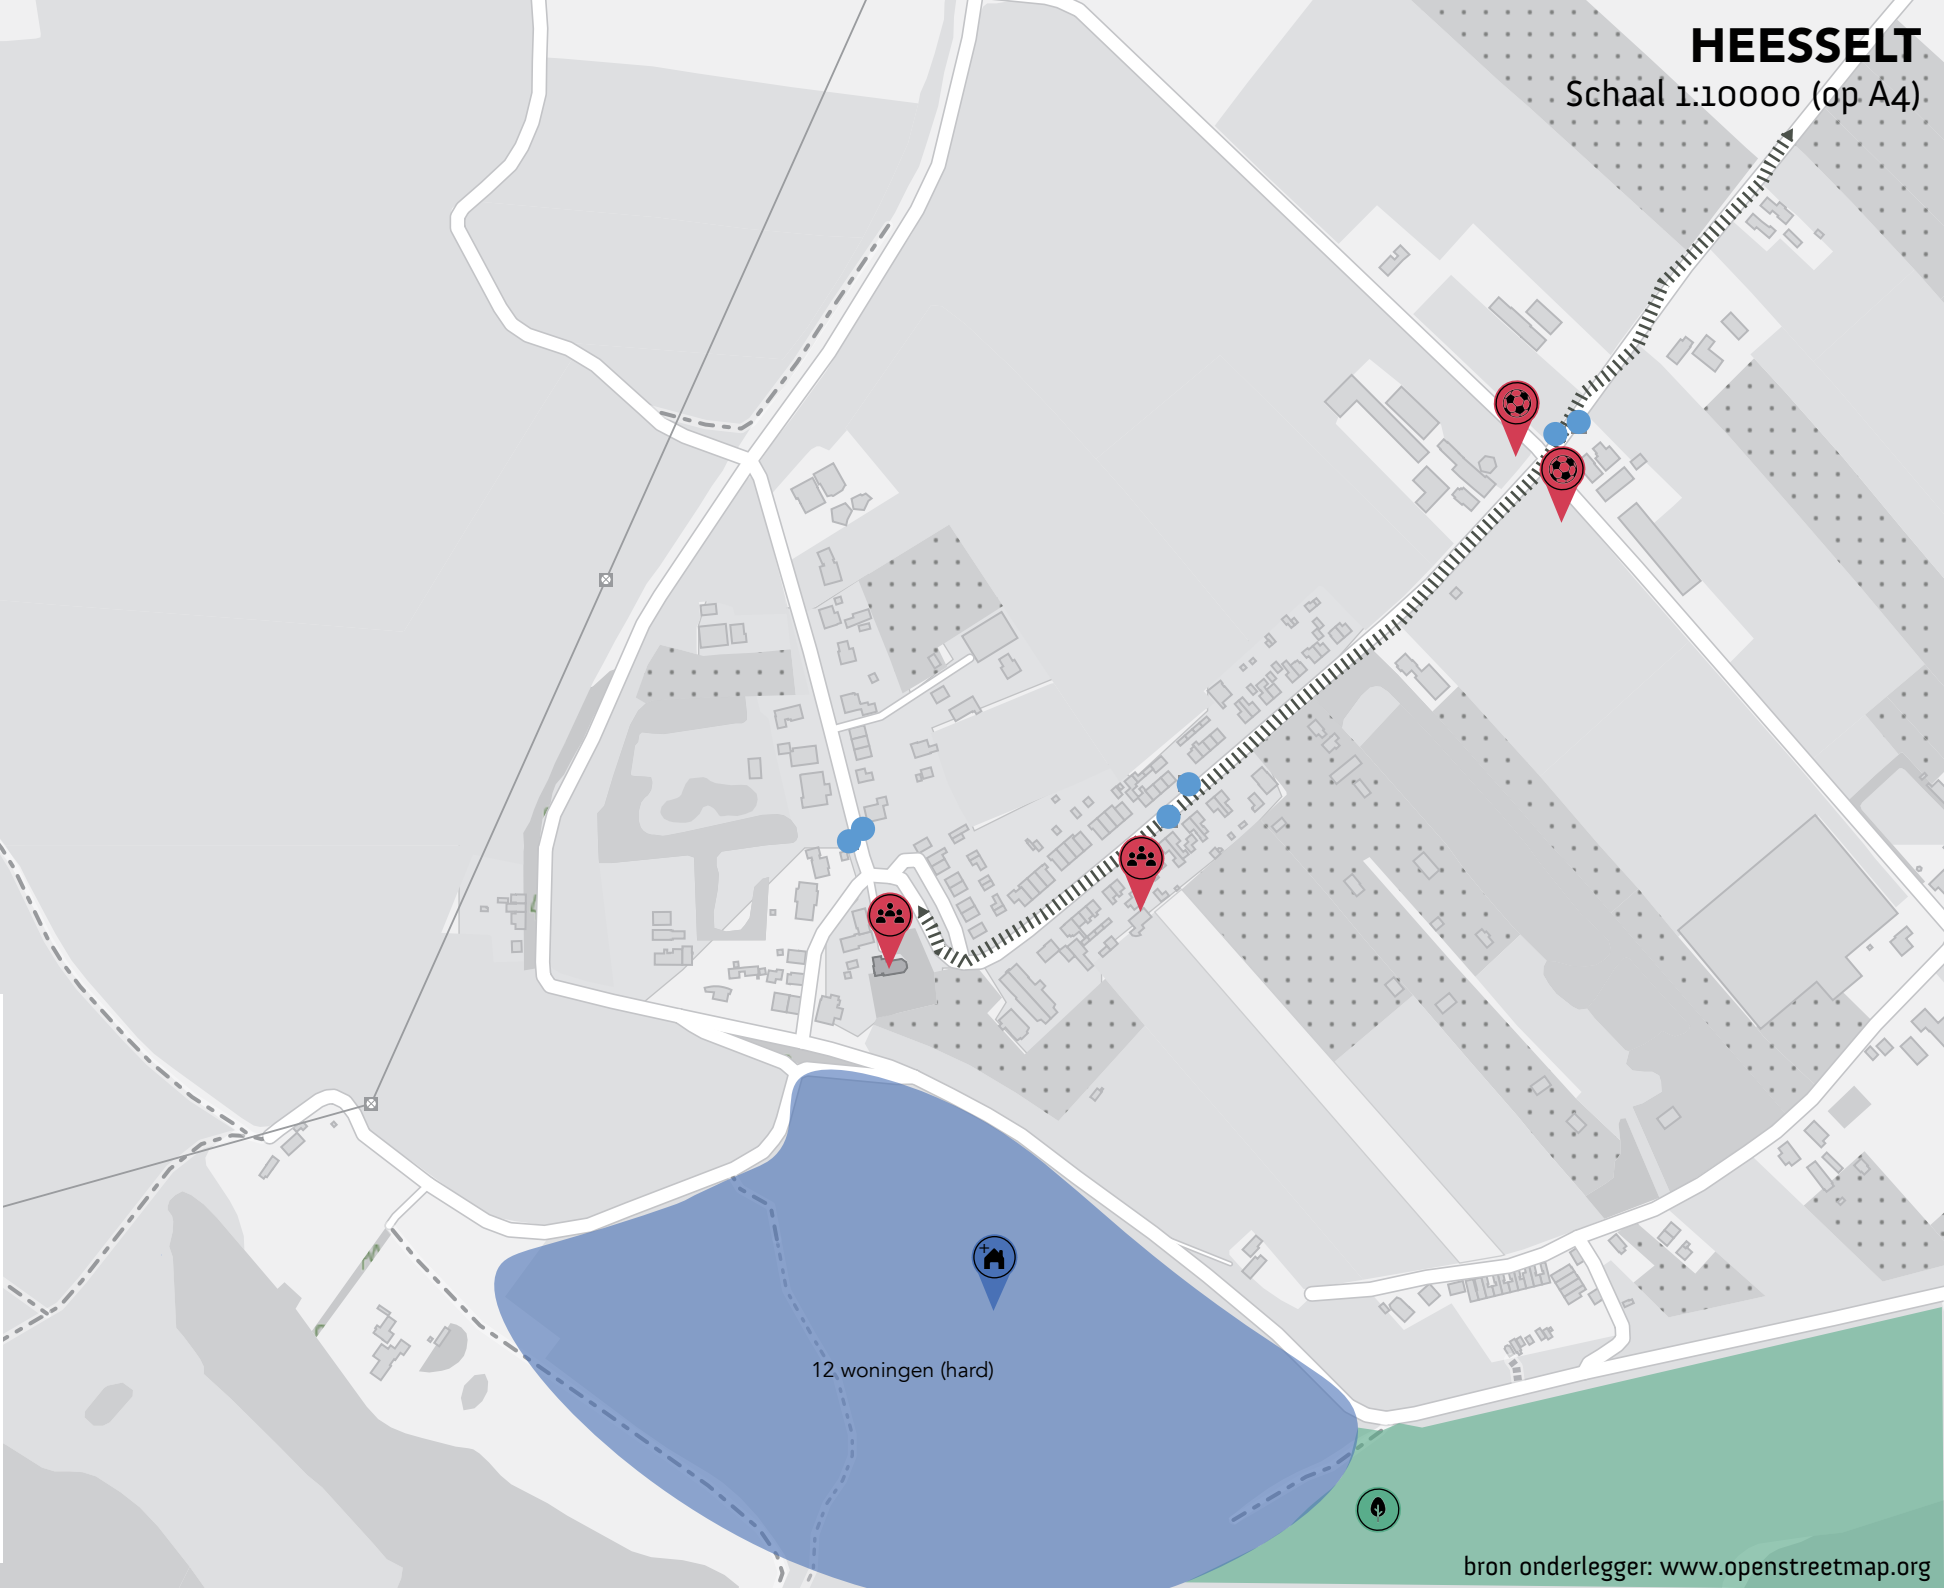 HEESSELT
Schaal 1:10000 (op A4)
12 woningen (hard)
bron onderlegger: www.openstreetmap.org